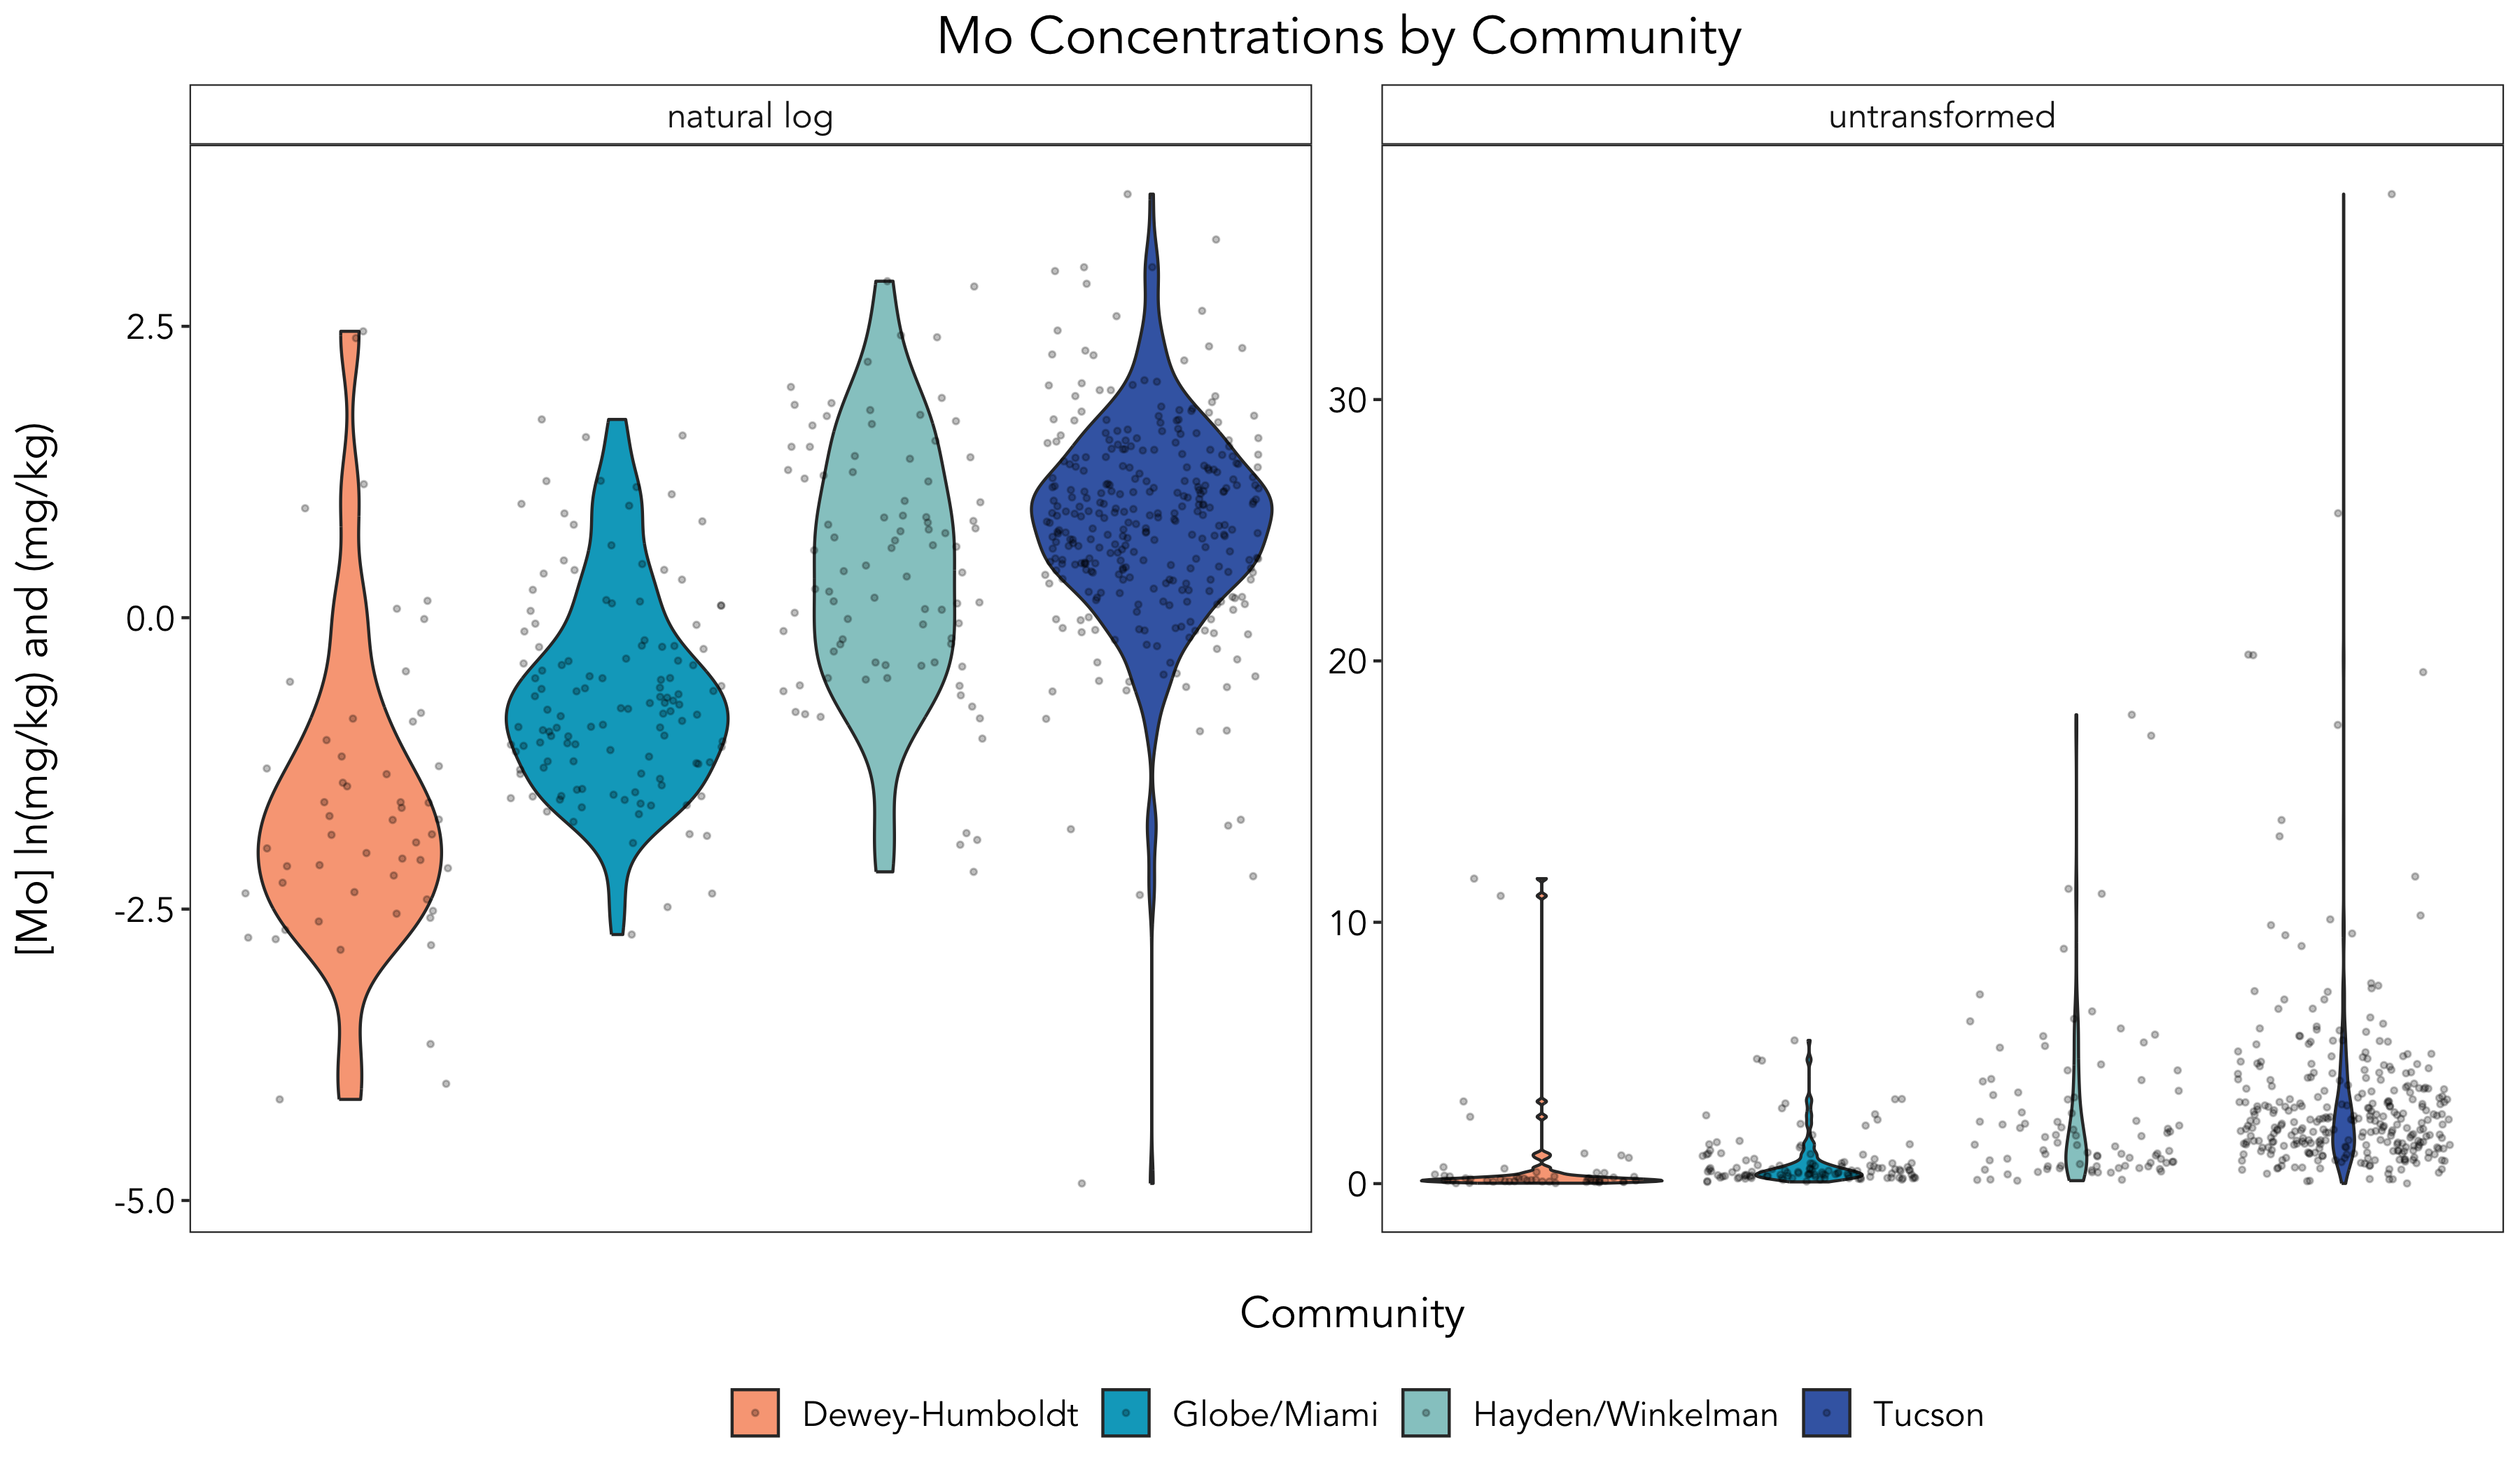 Mo Concentrations by Community
natural log
untransformed
[Mo] ln(mg/kg) and (mg/kg)
2.5
0.0
-2.5
-5.0
30
20
10
0
Community
Dewey-Humboldt
Globe/Miami
Hayden/Winkelman
Tucson